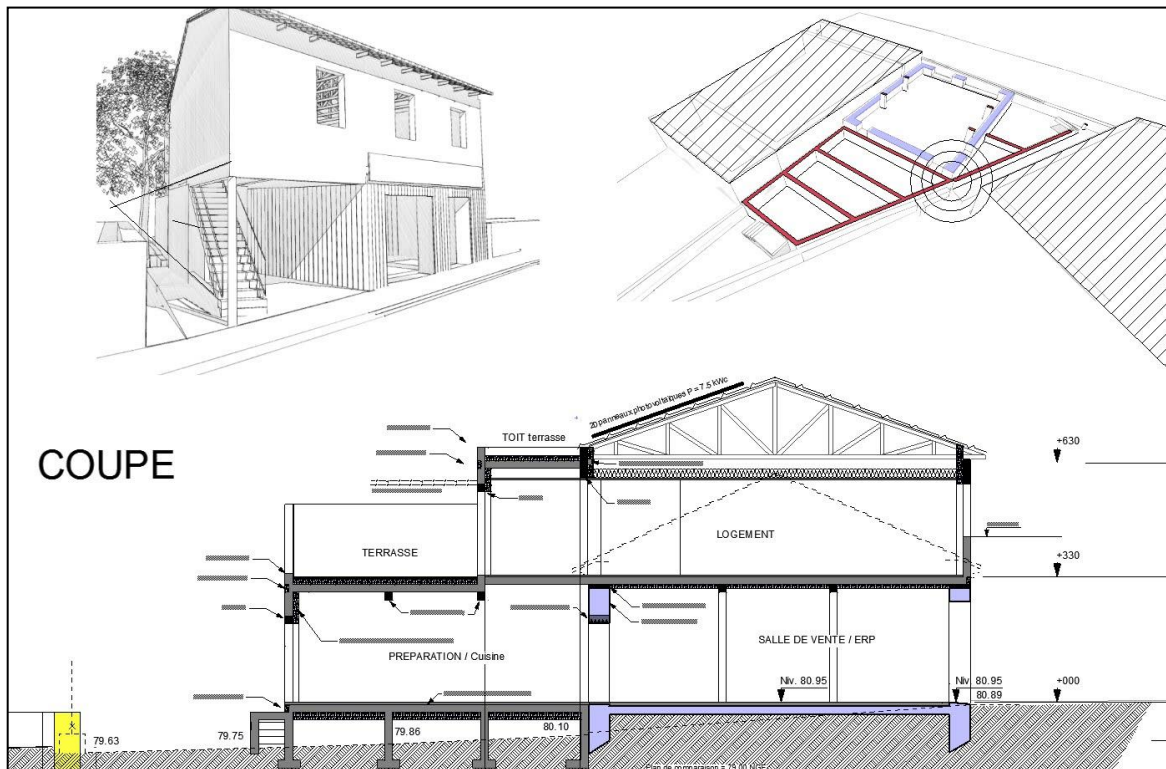 20 panneaux photovoltaïques P = 7.5 kWc
TOIT terrasse
+630
COUPE
LOGEMENT
TERRASSE
+330
SALLE DE VENTE / ERP
PREPARATION / Cuisine
Niv. 80.95
Niv. 80.95
+000
80.89
79.63
79.75
79.86
80.10